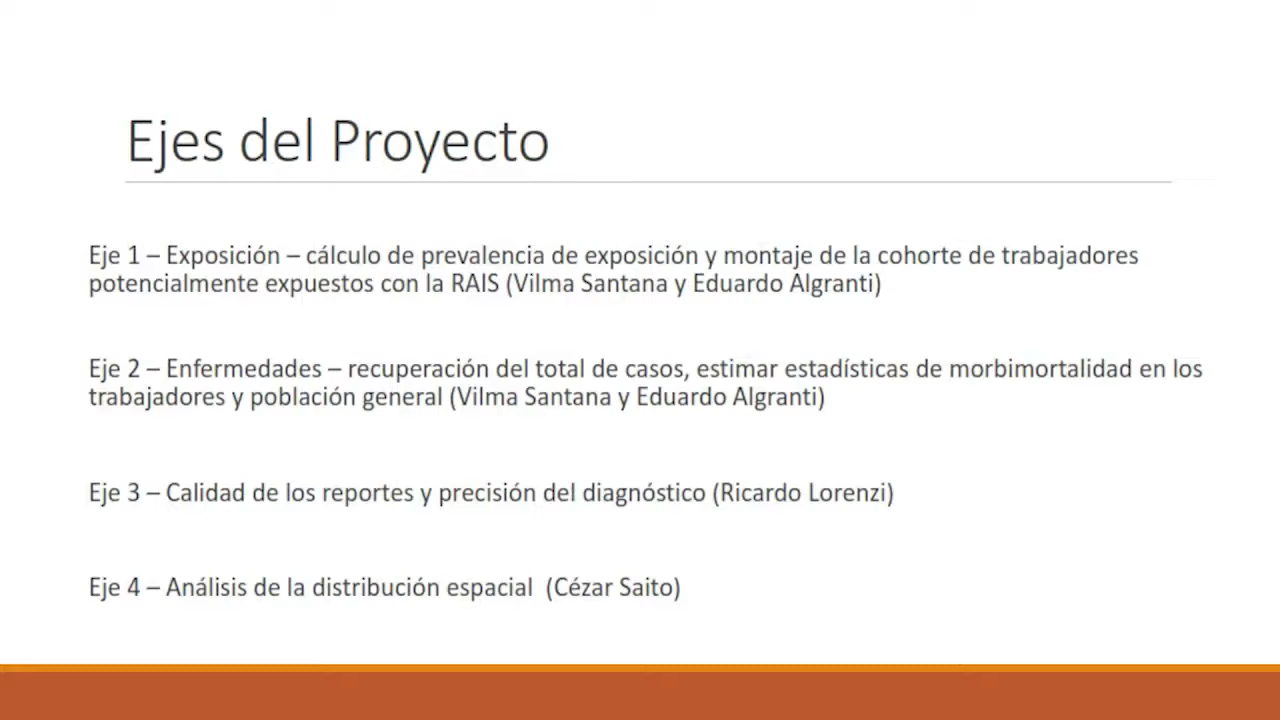 Ejes del Proyecto
Eje 1 – Exposición – cálculo de prevalencia de exposición y montaje de la cohorte de trabajadores
potencialmente expuestos con la RAIS (Vilma Santana y Eduardo Algranti)
Eje 2 – Enfermedades – recuperación del total de casos, estimar estadísticas de morbimortalidad en los
trabajadores y población general (Vilma Santana y Eduardo Algranti)
Eje 3 – Calidad de los reportes y precisión del diagnóstico (Ricardo Lorenzi)
Eje 4 – Análisis de la distribución espacial  (Cézar Saito)